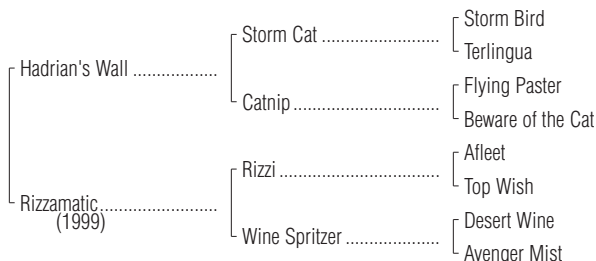 Storm Bird
Storm Cat ............................
Terlingua
Hadrian's Wall ....................
Flying Paster
Catnip...................................
Beware of the Cat
Afleet
Rizzi ......................................
Top Wish
Rizzamatic............................
(1999)
Desert Wine
Wine Spritzer ......................
Avenger Mist